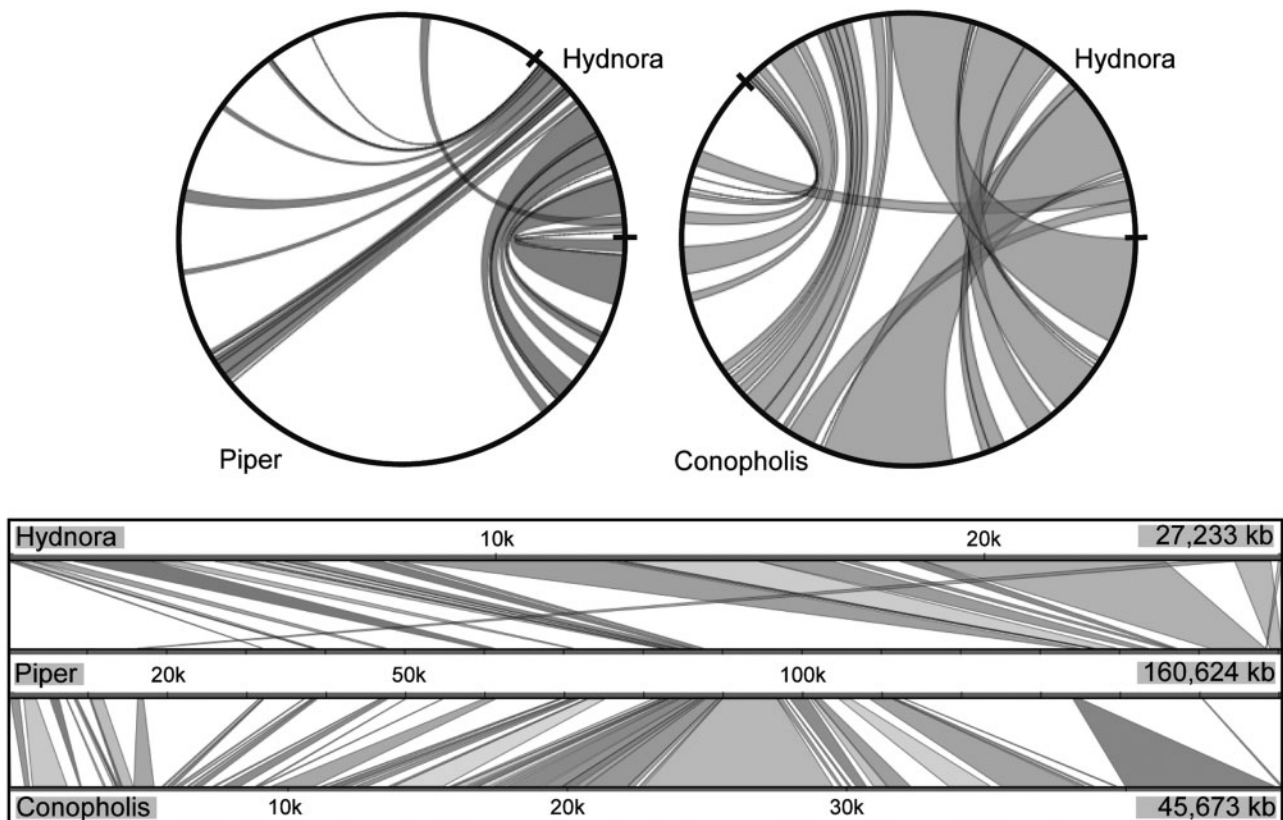 Hydnora
Hydnora
Piper
Conopholis
Hydnora 10k 20k 27,233 kb
Piper 20k 50k 100k 160,624 kb
Conopholis 10k 20k 30k 45,673 kb